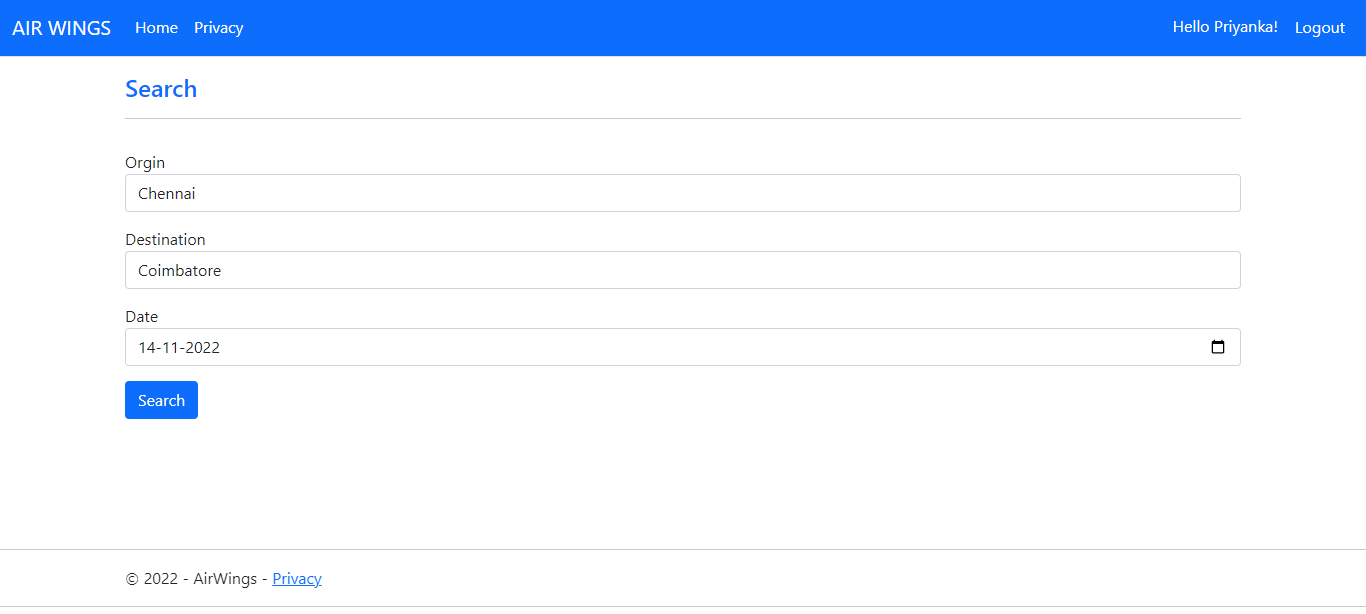 AIR WINGS Home Privacy Hello Priyanka! Logout
Search
Orgin
Chennai
Destination
Coimbatore
Date
14-11-2022
Search
© 2022 - AirWings - Privacy